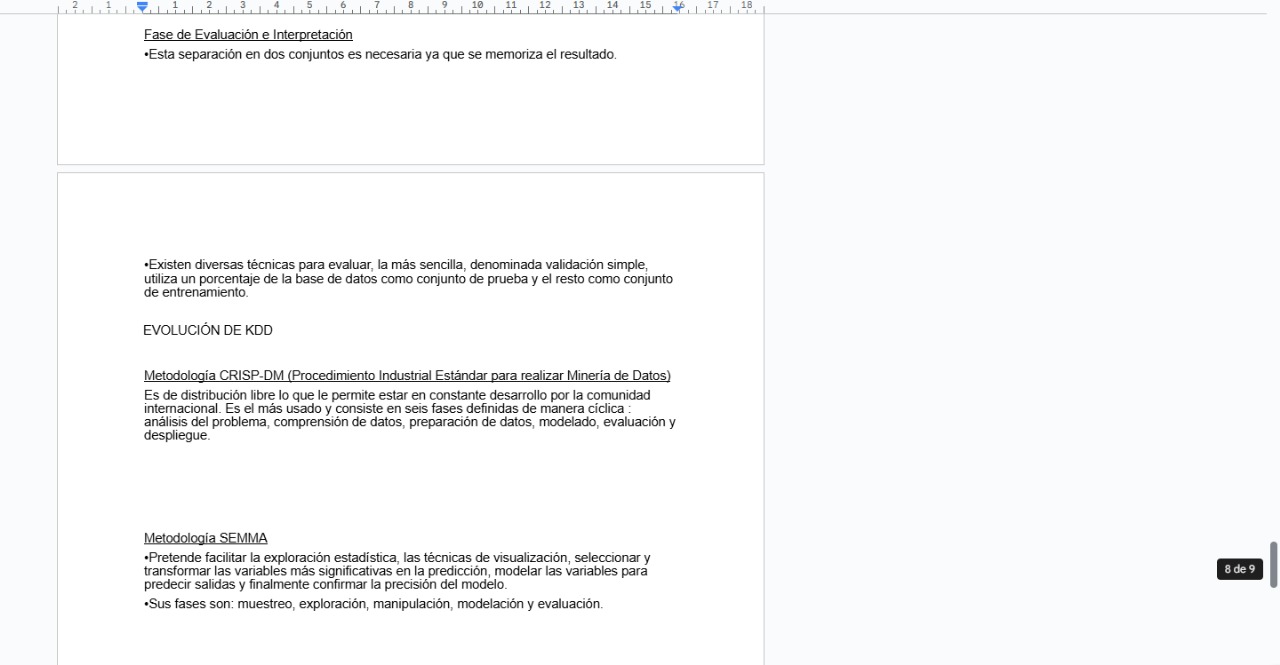 2 1 1 2 3 4 5 6 7 8 9 10 11 12 13 14 15 16 17 18
Fase de Evaluación e Interpretación
•Esta separación en dos conjuntos es necesaria ya que se memoriza el resultado.
•Existen diversas técnicas para evaluar, la más sencilla, denominada validación simple,
utiliza un porcentaje de la base de datos como conjunto de prueba y el resto como conjunto
de entrenamiento.
EVOLUCIÓN DE KDD
Metodología CRISP-DM (Procedimiento Industrial Estándar para realizar Minería de Datos)
Es de distribución libre lo que le permite estar en constante desarrollo por la comunidad
internacional. Es el más usado y consiste en seis fases definidas de manera cíclica :
análisis del problema, comprensión de datos, preparación de datos, modelado, evaluación y
despliegue.
Metodología SEMMA
•Pretende facilitar la exploración estadística, las técnicas de visualización, seleccionar y
transformar las variables más significativas en la predicción, modelar las variables para
predecir salidas y finalmente confirmar la precisión del modelo.
8 de 9
•Sus fases son: muestreo, exploración, manipulación, modelación y evaluación.